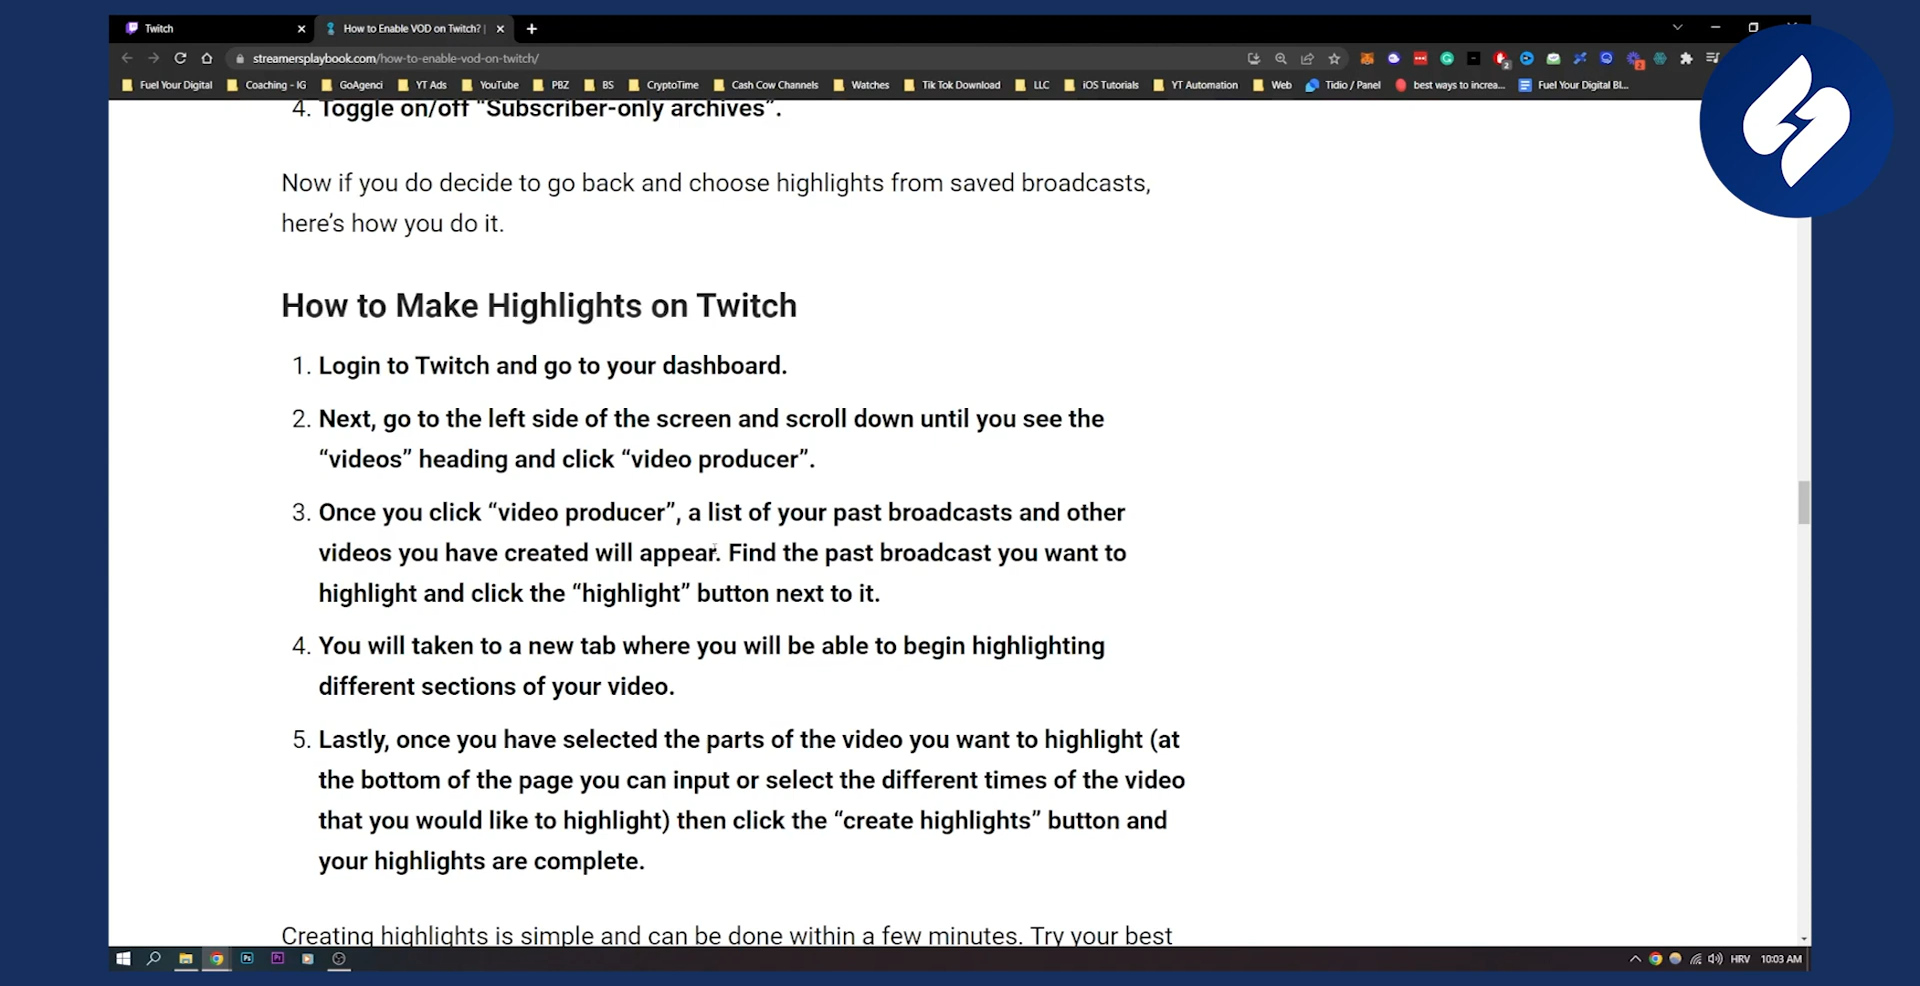 Twitch
How to Enable VOD on Twitch? |
streamersplaybook.com/how-to-enable-vod-on-twitch/
Fuel Your Digital
Coaching - IG
GoAgenci
YT Ads
YouTube
PBZ
BS
CryptoTime
Cash Cow Channels
Watches
Tik Tok Download
LLC
iOS Tutorials
YT Automation
Web
Tidio / Panel
best ways to increa...
Fuel Your Digital Bl...
4. Toggle on/off “Subscriber-only archives”.
Now if you do decide to go back and choose highlights from saved broadcasts,
here’s how you do it.
How to Make Highlights on Twitch
1. Login to Twitch and go to your dashboard.
2. Next, go to the left side of the screen and scroll down until you see the
“videos” heading and click “video producer”.
3. Once you click “video producer”, a list of your past broadcasts and other
videos you have created will appear. Find the past broadcast you want to
highlight and click the “highlight” button next to it.
4. You will taken to a new tab where you will be able to begin highlighting
different sections of your video.
5. Lastly, once you have selected the parts of the video you want to highlight (at
the bottom of the page you can input or select the different times of the video
that you would like to highlight) then click the “create highlights” button and
your highlights are complete.
Creating highlights is simple and can be done within a few minutes. Try your best
Ps
Pr
HRV
10:03 AM